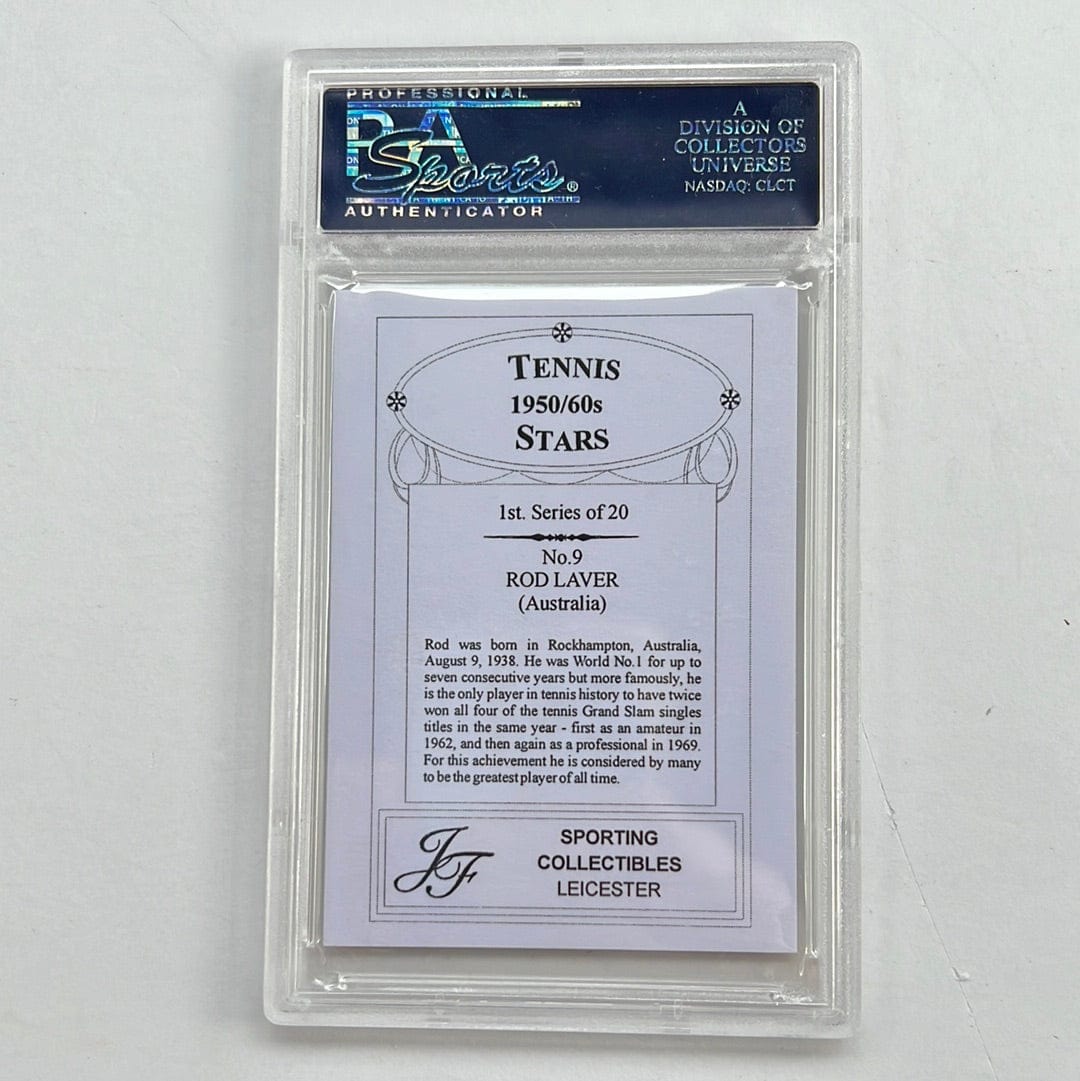 PROFESSIONAL
PSA
Sports®
AUTHENTICATOR
A
DIVISION OF
COLLECTORS
UNIVERSE
NASDAQ: CLCT
TENNIS
1950/60s
STARS
1st. Series of 20
No.9
ROD LAVER
(Australia)
Rod was born in Rockhampton, Australia,
August 9, 1938. He was World No.1 for up to
seven consecutive years but more famously, he
is the only player in tennis history to have twice
won all four of the tennis Grand Slam singles
titles in the same year - first as an amateur in
1962, and then again as a professional in 1969.
For this achievement he is considered by many
to be the greatest player of all time.
JF
SPORTING
COLLECTIBLES
LEICESTER